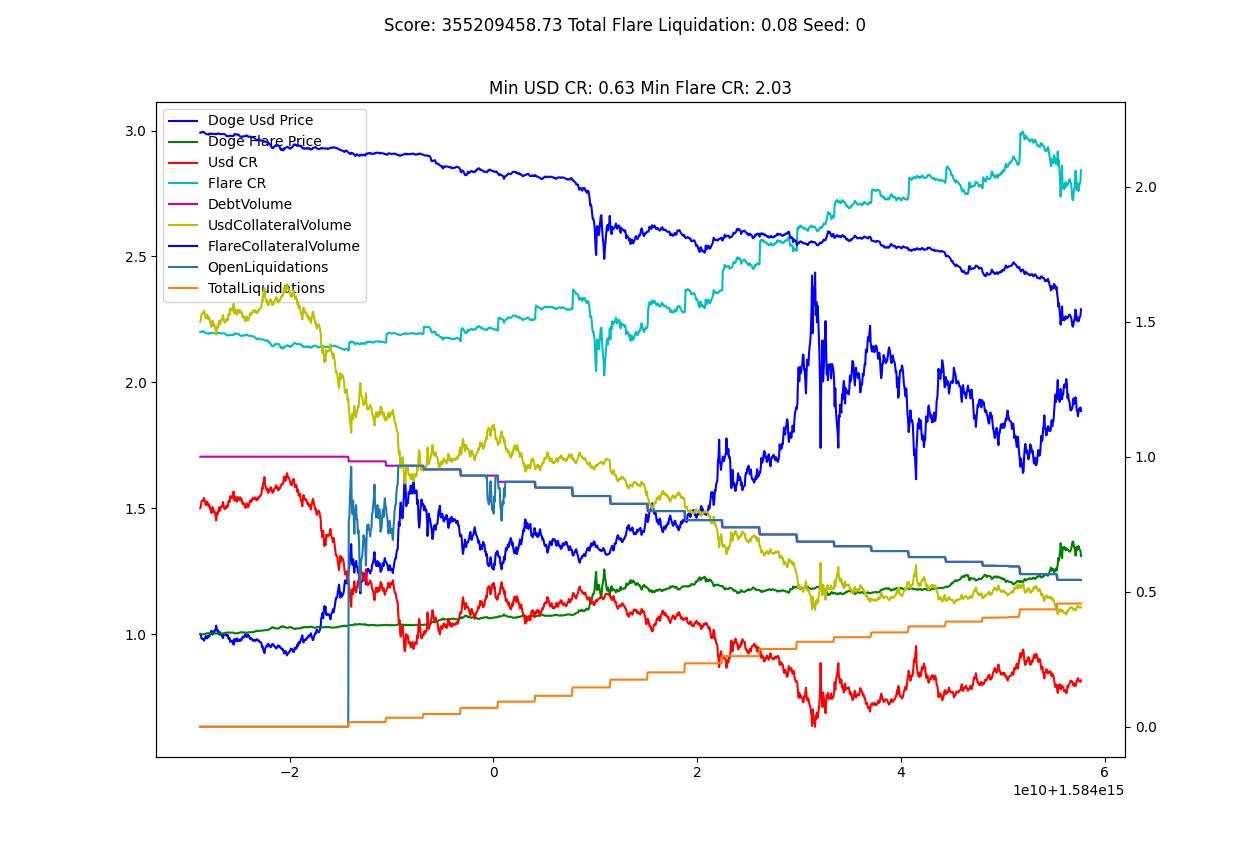 Score: 355209458.73 Total Flare Liquidation: 0.08 Seed: 0
Min USD CR: 0.63 Min Flare CR: 2.03
Doge Usd Price
Doge Flare Price
Usd CR
Flare CR
DebtVolume
UsdCollateralVolume
FlareCollateralVolume
OpenLiquidations
TotalLiquidations
3.0
2.5
2.0
1.5
1.0
2.0
1.5
1.0
0.5
0.0
−2
0
2
4
6
1e10+1.584e15